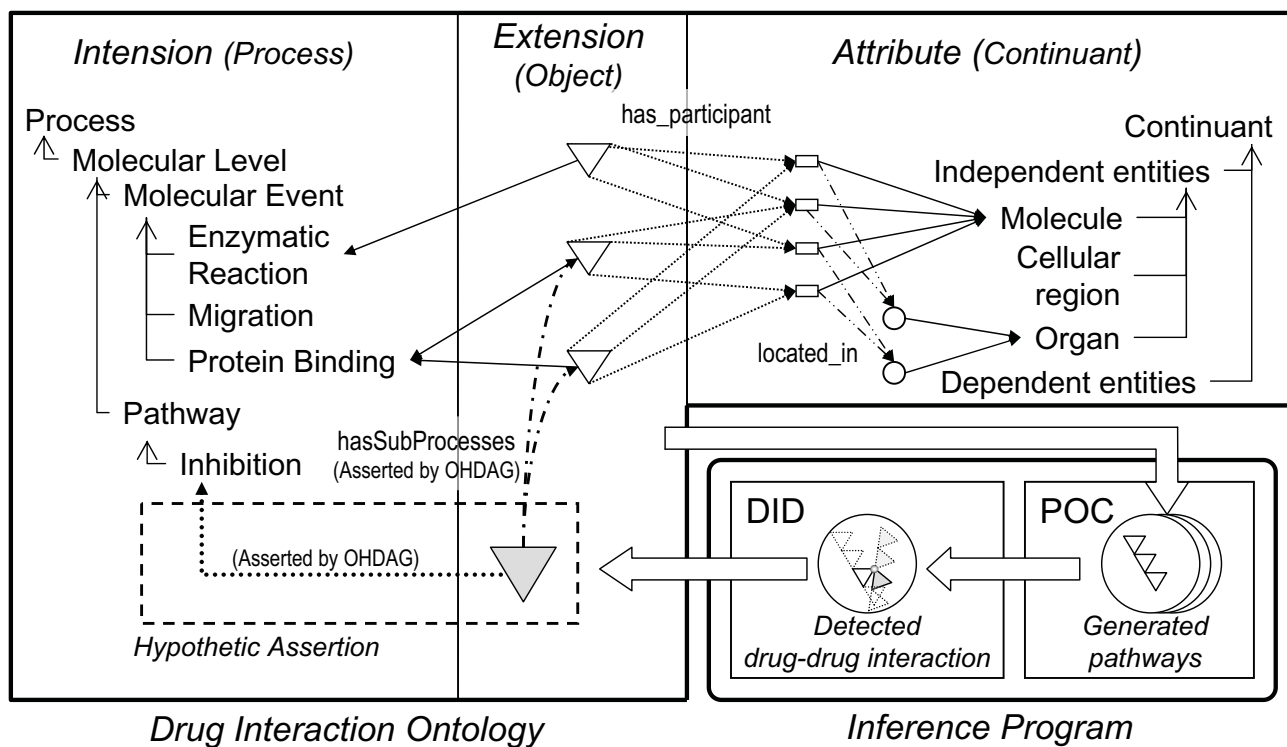 Intension (Process)
Extension
(Object)
Attribute (Continuant)
Process
Molecular Level
Molecular Event
Enzymatic
Reaction
Migration
Protein Binding
Pathway
Inhibition
has_participant
located_in
Continuant
Independent entities
Molecule
Cellular
region
Organ
Dependent entities
hasSubProcesses
(Asserted by OHDAG)
(Asserted by OHDAG)
Hypothetic Assertion
DID
Detected
drug-drug interaction
POC
Generated
pathways
Drug Interaction Ontology
Inference Program